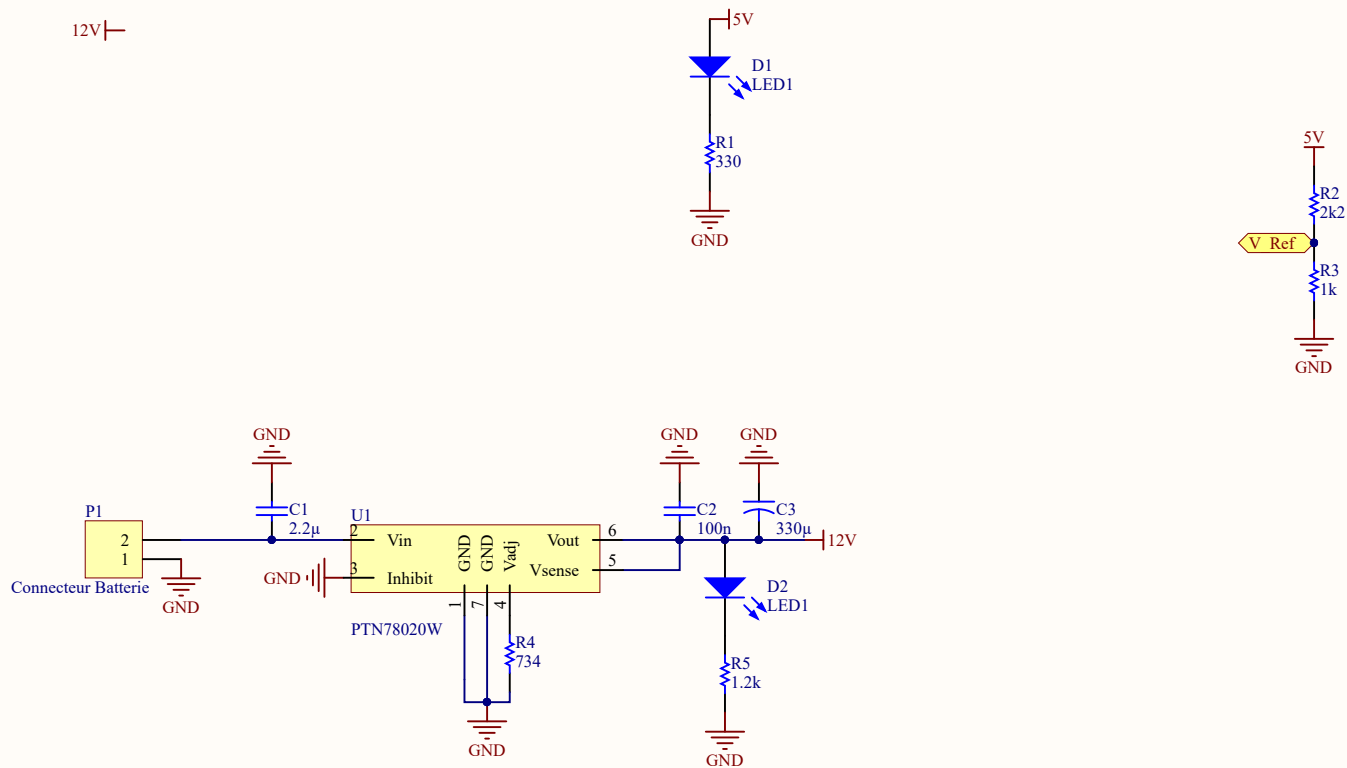 12V
5V
D1
LED1
R1
330
GND
5V
R2
2k2
V_Ref
R3
1k
GND
GND
GND
GND
P1
2
1
Connecteur Batterie
GND
C1
2.2µ
U1
2
Vin
3
Inhibit
GND
GND
GND
Vadj
Vout
6
Vsense
5
1
7
4
PTN78020W
R4
734
GND
C2
100n
C3
330µ
12V
D2
LED1
R5
1.2k
GND